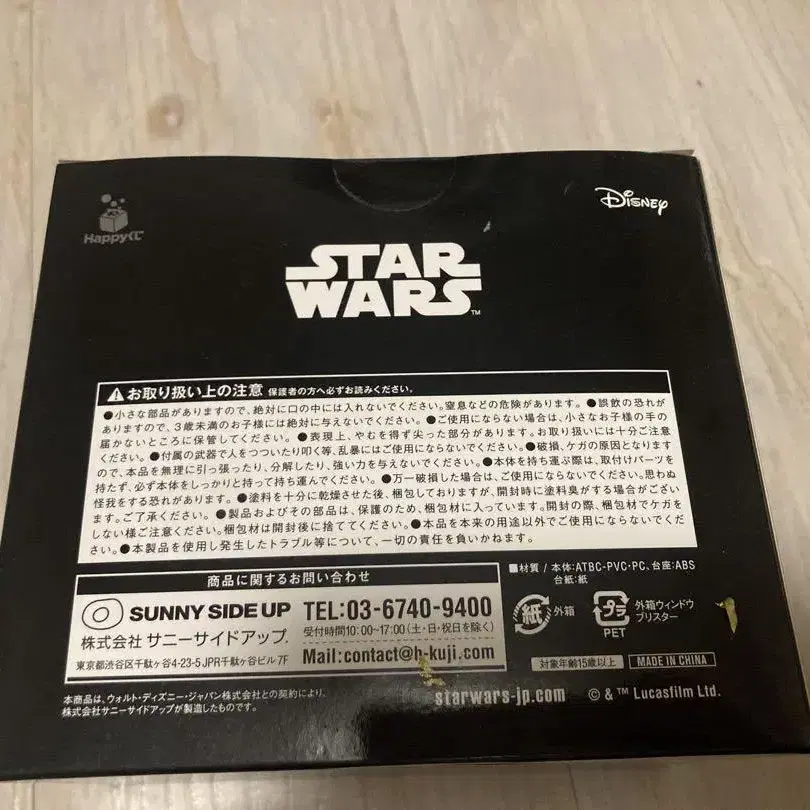 Happyくじ
Disney
STAR
WARS
TM
お取り扱い上の注意 保護者の方へ必ずお読みください。
●小さな部品がありますので、絶対に口の中には入れないでください。窒息などの危険があります。●誤飲の恐れが
ありますので、3歳未満のお子様には絶対に与えないでください。●ご使用にならない場合は、小さなお子様の手の
届かないところに保管してください。●表現上、やむを得ず尖った部分があります。お取り扱いには十分ご注意
ください。●付属の武器で人をつついたり叩く等、乱暴にはご使用にならないでください。●破損、ケガの原因となります
ので、本品を無理に引っ張ったり、分解したり、強い力を与えないでください。●本体を持ち運ぶ際は、取付けパーツを
持たず、必ず本体をしっかりと持って持ち運んでください。●万一破損した場合は、ご使用にならないでください。思わぬ
怪我をする恐れがあります。●塗料を十分に乾燥させた後、梱包しておりますが、開封時に塗料臭がする場合がござい
ます。ご了承ください。●製品およびその部品は、保護のため、梱包材に入っています。開封の際、梱包材でケガを
しない様ご注意ください。梱包材は開封後に捨ててください。●本品を本来の用途以外でご使用にならないでくだ
さい。●本製品を使用し発生したトラブル等について、一切の責任を負いかねます。
商品に関するお問い合わせ
SUNNY SIDE UP
株式会社 サニーサイドアップ.
東京都渋谷区千駄ヶ谷4-23-5 JPR千駄ヶ谷ビル 7F
TEL:03-6740-9400
受付時間10:00~17:00(土・日・祝日を除く)
Mail:contact@h-kuji.com
■材質 / 本体:ATBC-PVC・PC、台座:ABS
台紙:紙
紙
外箱
プラ
PET
外箱ウィンドウ
ブリスター
対象年齢15歳以上
MADE IN CHINA
本商品は、ウォルト・ディズニー・ジャパン株式会社との契約により、
株式会社サニーサイドアップが製造したものです。
starwars-jp.com
© & ™ Lucasfilm Ltd.